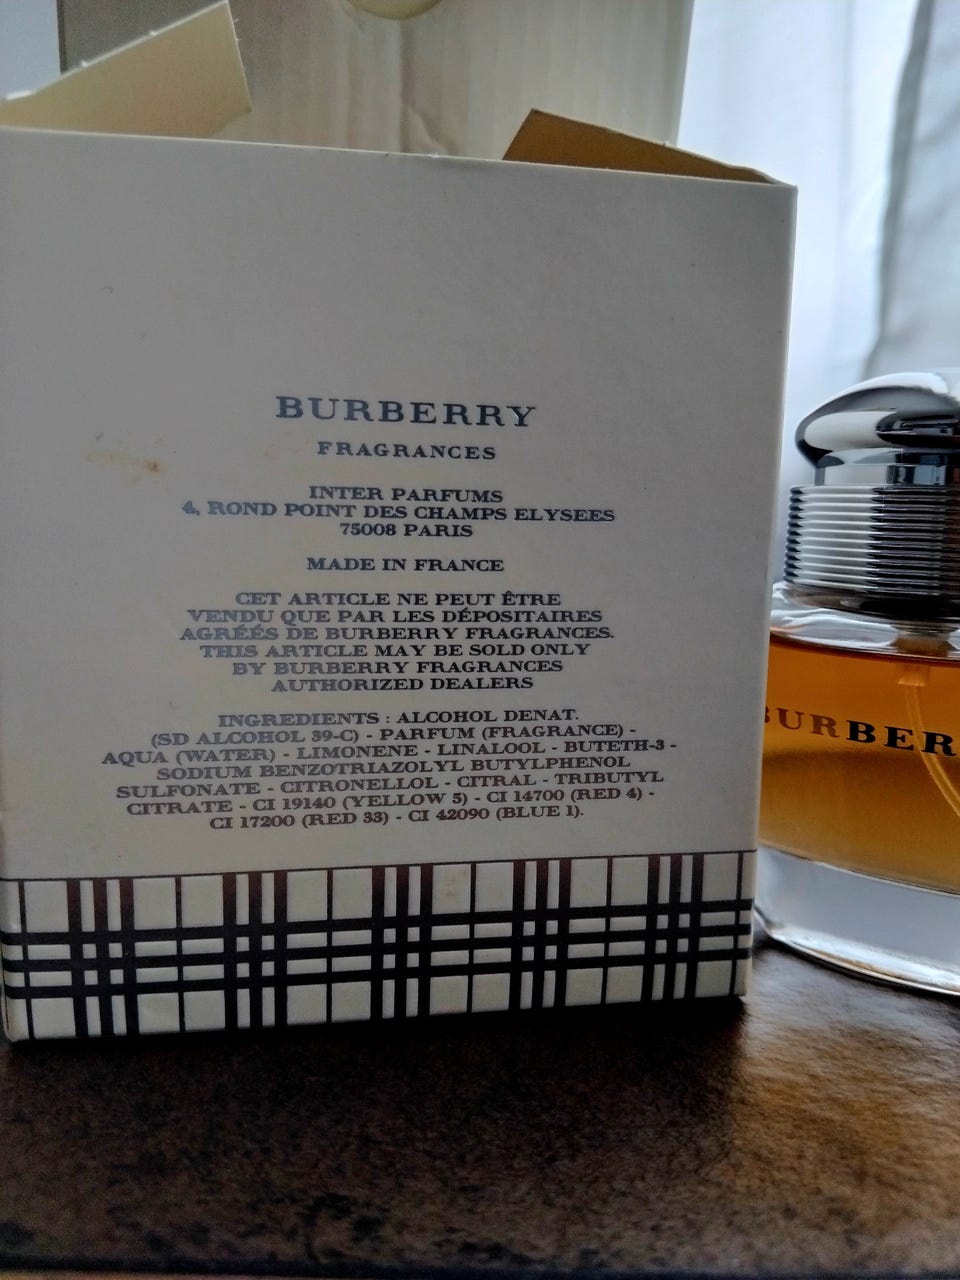 BURBERRY
FRAGRANCES
INTER PARFUMS
4, ROND POINT DES CHAMPS ELYSEES
75008 PARIS
MADE IN FRANCE
CET ARTICLE NE PEUT ÊTRE
VENDU QUE PAR LES DÉPOSITAIRES
AGRÉÉS DE BURBERRY FRAGRANCES.
THIS ARTICLE MAY BE SOLD ONLY
BY BURBERRY FRAGRANCES
AUTHORIZED DEALERS
INGREDIENTS : ALCOHOL DENAT.
(SD ALCOHOL 39-C) - PARFUM (FRAGRANCE) -
AQUA (WATER) - LIMONENE - LINALOOL - BUTETH-3 -
SODIUM BENZOTRIAZOLYL BUTYLPHENOL
SULFONATE - CITRONELLOL - CITRAL - TRIBUTYL
CITRATE - CI 19140 (YELLOW 5) - CI 14700 (RED 4) -
CI 17200 (RED 33) - CI 42090 (BLUE 1).
BURBER